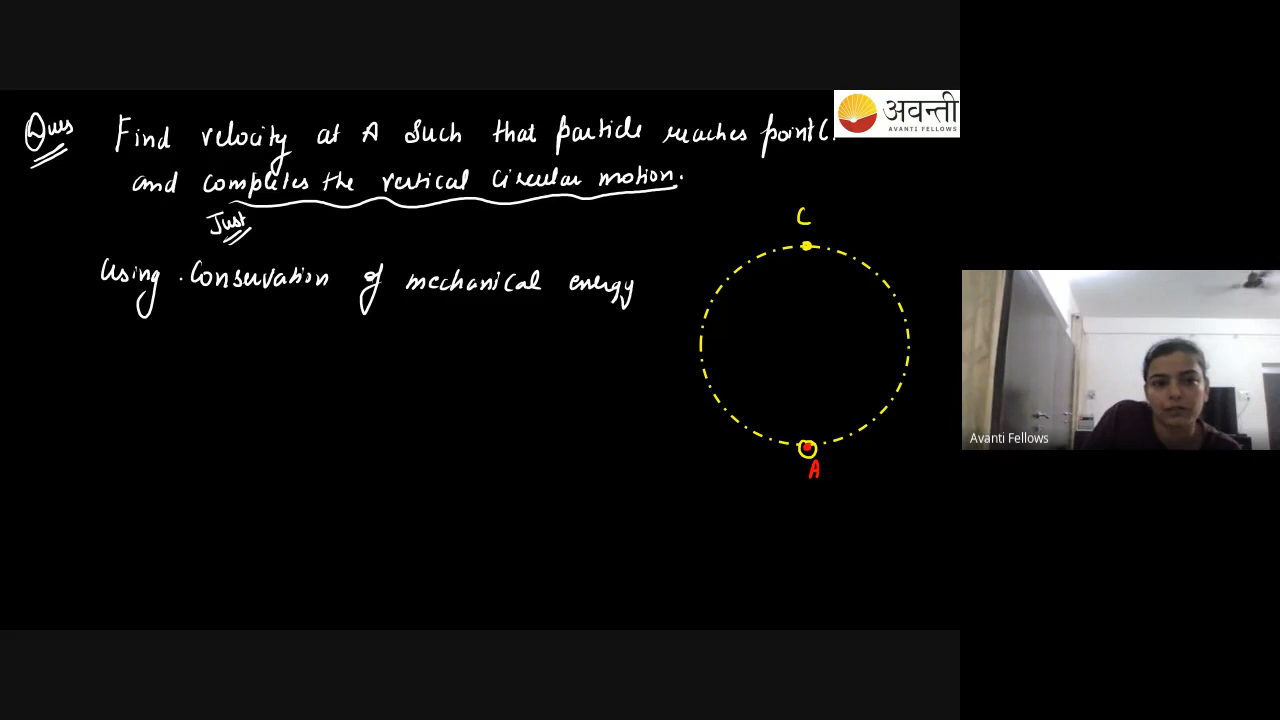 Ques Find velocity at A such that particle reaches point C.
and completes the vertical circular motion.
Just
Using Conservation of mechanical energy
C
A
अवन्ती
AVANTI FELLOWS
Avanti Fellows